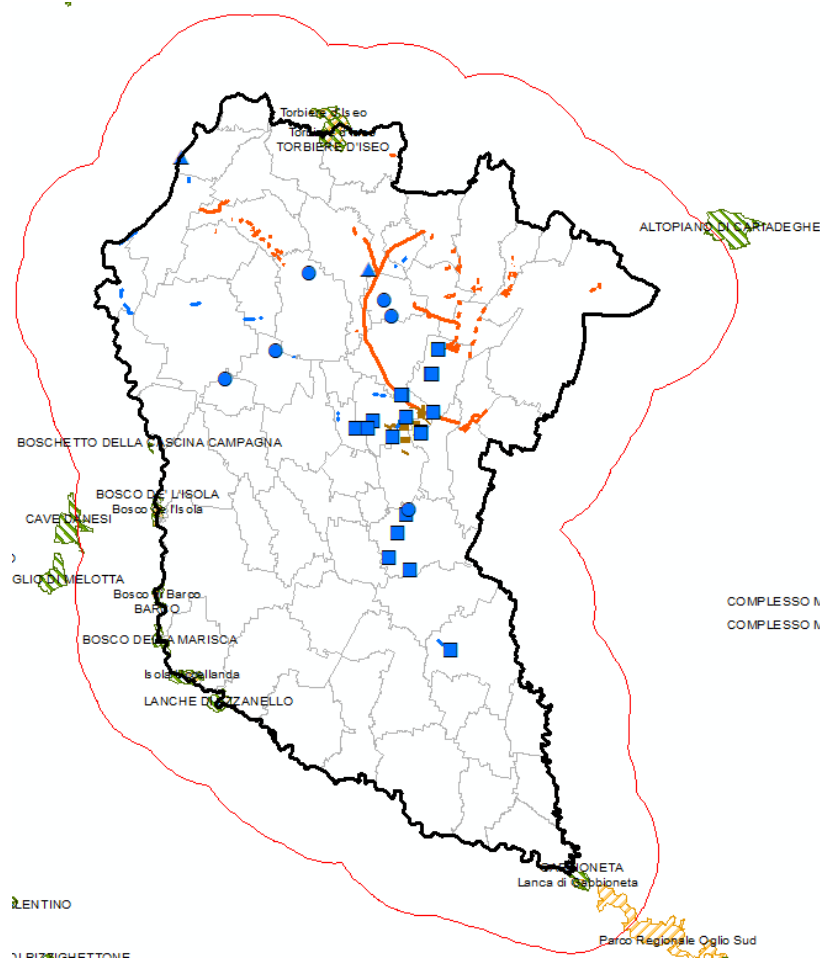 Torbiere d'Iseo
TORBIERE D'ISEO
ALTOPIANO DI CARIADEGHE
BOSCHETTO DELLA CASCINA CAMPAGNA
BOSCO DE' L'ISOLA
Bosco de l'Isola
CAVE DANESI
GLIO DI MELOTTA
Bosco di Barco
BARCO
COMPLESSO M
COMPLESSO M
BOSCO DELLA MARISCA
Isola Uccellanda
LANCHE DI AZZANELLO
GABBIONETA
Lanca di Gabbioneta
LENTINO
Parco Regionale Oglio Sud